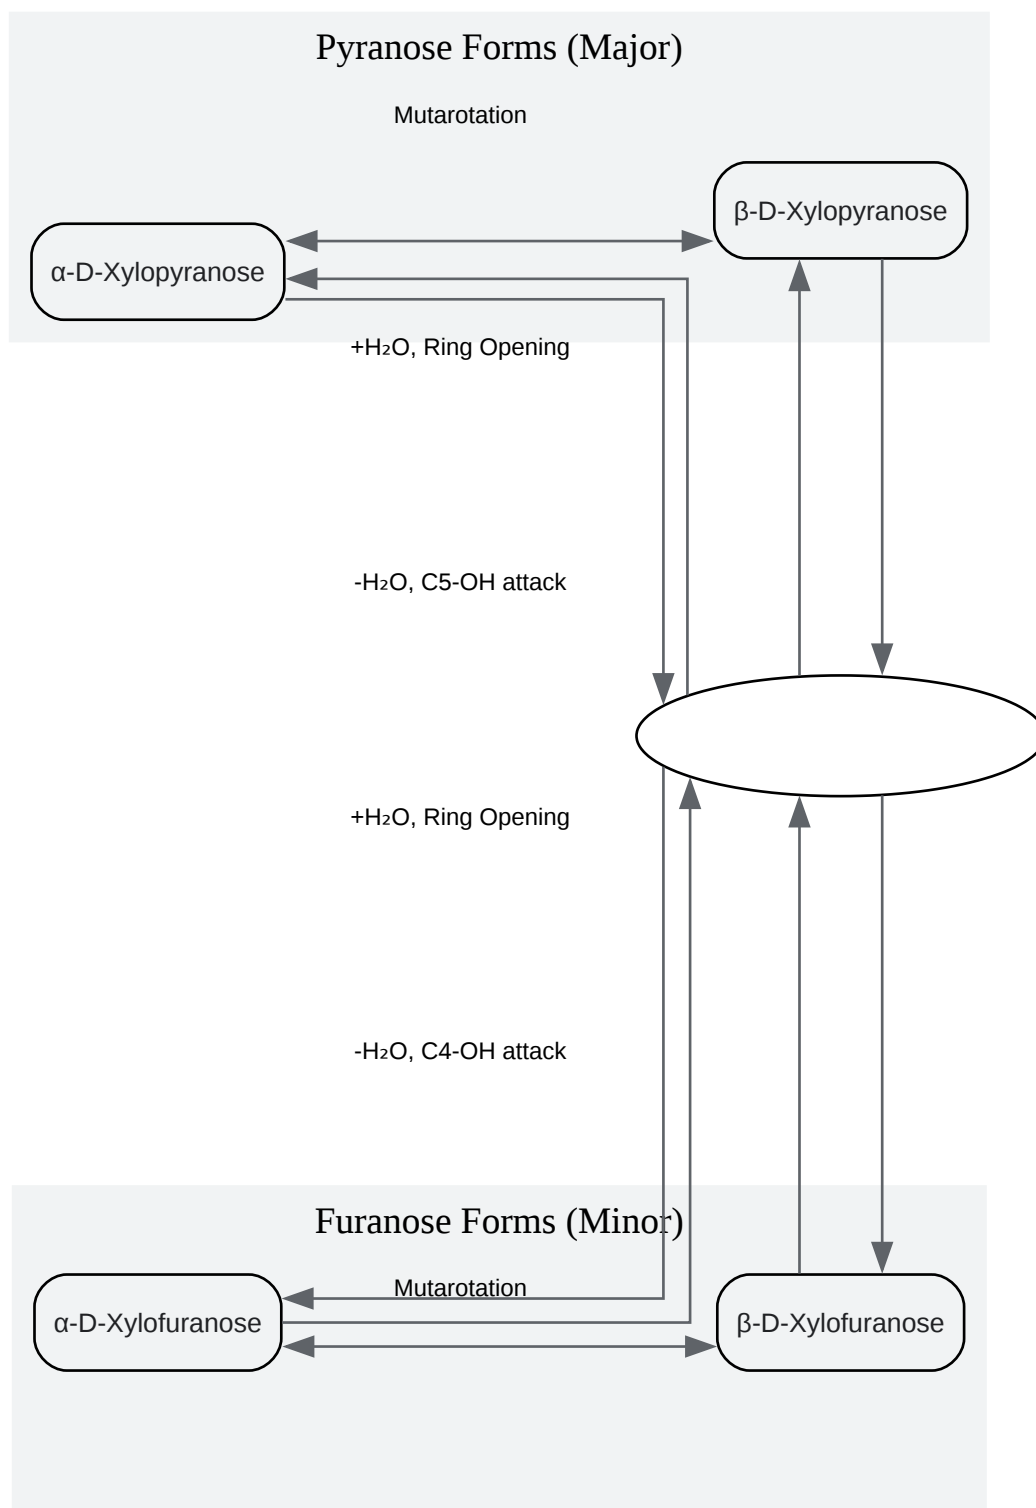 Pyranose Forms (Major)
Mutarotation
β-D-Xylopyranose
α-D-Xylopyranose
+H₂O, Ring Opening
-H₂O, C5-OH attack
+H₂O, Ring Opening
-H₂O, C4-OH attack
Furanose Forms (Minor)
Mutarotation
α-D-Xylofuranose
β-D-Xylofuranose